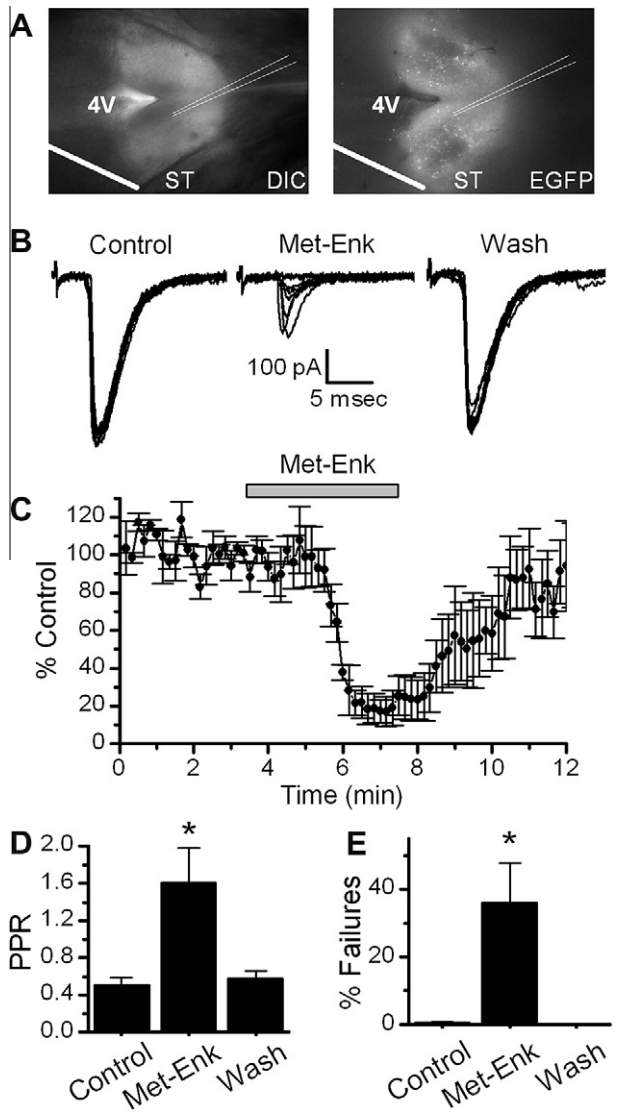 A
4V
ST
DIC
4V
ST
EGFP
B
Control
Met-Enk
Wash
100 pA
5 msec
Met-Enk
C
% Control
120
100
80
60
40
20
0
0
2
4
6
8
10
12
Time (min)
D
PPR
2.0
1.6
1.2
0.8
0.4
0.0
*
Control
Met-Enk
Wash
E
% Failures
40
20
0
*
Control
Met-Enk
Wash